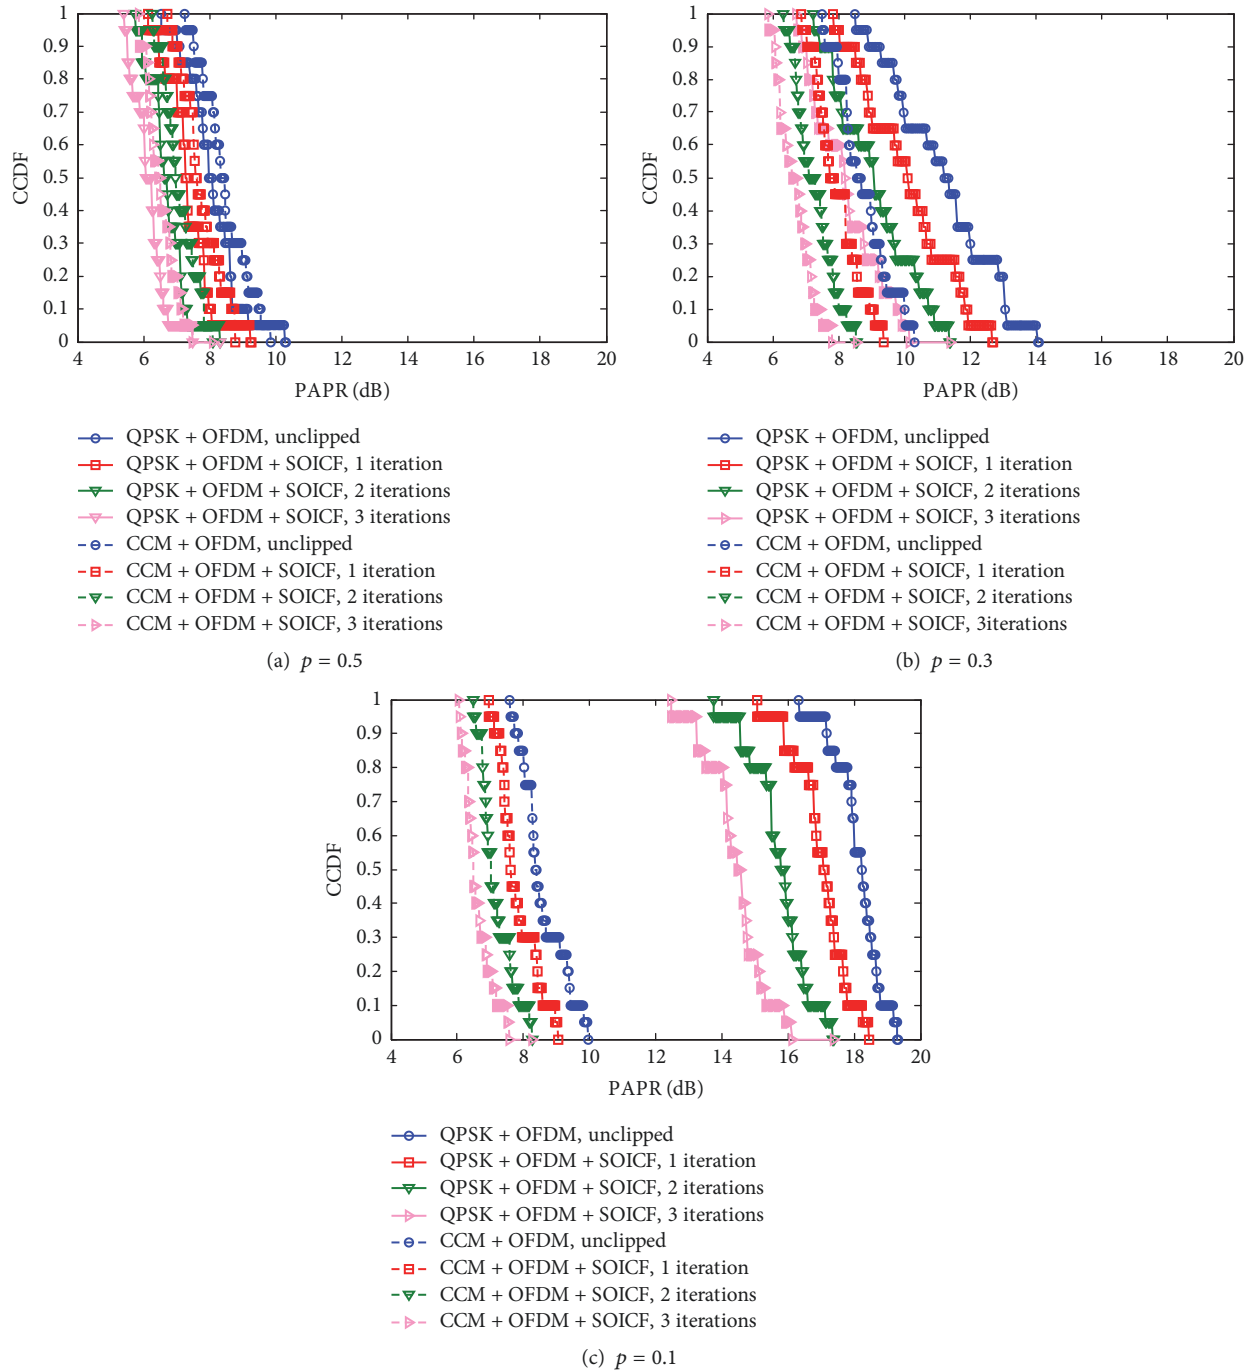 1
0.9
0.8
0.7
0.6
0.5
0.4
0.3
0.2
0.1
0
CCDF
4 6 8 10 12 12 16 18 20
PAPR (dB)
QPSK + OFDM, unclipped
QPSK + OFDM + SOICF, 1 iteration
QPSK + OFDM + SOICF, 2 iterations
QPSK + OFDM + SOICF, 3 iterations
CCM + OFDM, unclipped
CCM + OFDM + SOICF, 1 iteration
CCM + OFDM + SOICF, 2 iterations
CCM + OFDM + SOICF, 3 iterations
(a) p = 0.5
1
0.9
0.8
0.7
0.6
0.5
0.4
0.3
0.2
0.1
0
CCDF
4 6 8 10 12 12 16 18 20
PAPR (dB)
QPSK + OFDM, unclipped
QPSK + OFDM + SOICF, 1 iteration
QPSK + OFDM + SOICF, 2 iterations
QPSK + OFDM + SOICF, 3 iterations
CCM + OFDM, unclipped
CCM + OFDM + SOICF, 1 iteration
CCM + OFDM + SOICF, 2 iterations
CCM + OFDM + SOICF, 3iterations
(b) p = 0.3
1
0.9
0.8
0.7
0.6
0.5
0.4
0.3
0.2
0.1
0
CCDF
4 6 8 10 12 14 16 18 20
PAPR (dB)
QPSK + OFDM, unclipped
QPSK + OFDM + SOICF, 1 iteration
QPSK + OFDM + SOICF, 2 iterations
QPSK + OFDM + SOICF, 3 iterations
CCM + OFDM, unclipped
CCM + OFDM + SOICF, 1 iteration
CCM + OFDM + SOICF, 2 iterations
CCM + OFDM + SOICF, 3 iterations
(c) p = 0.1